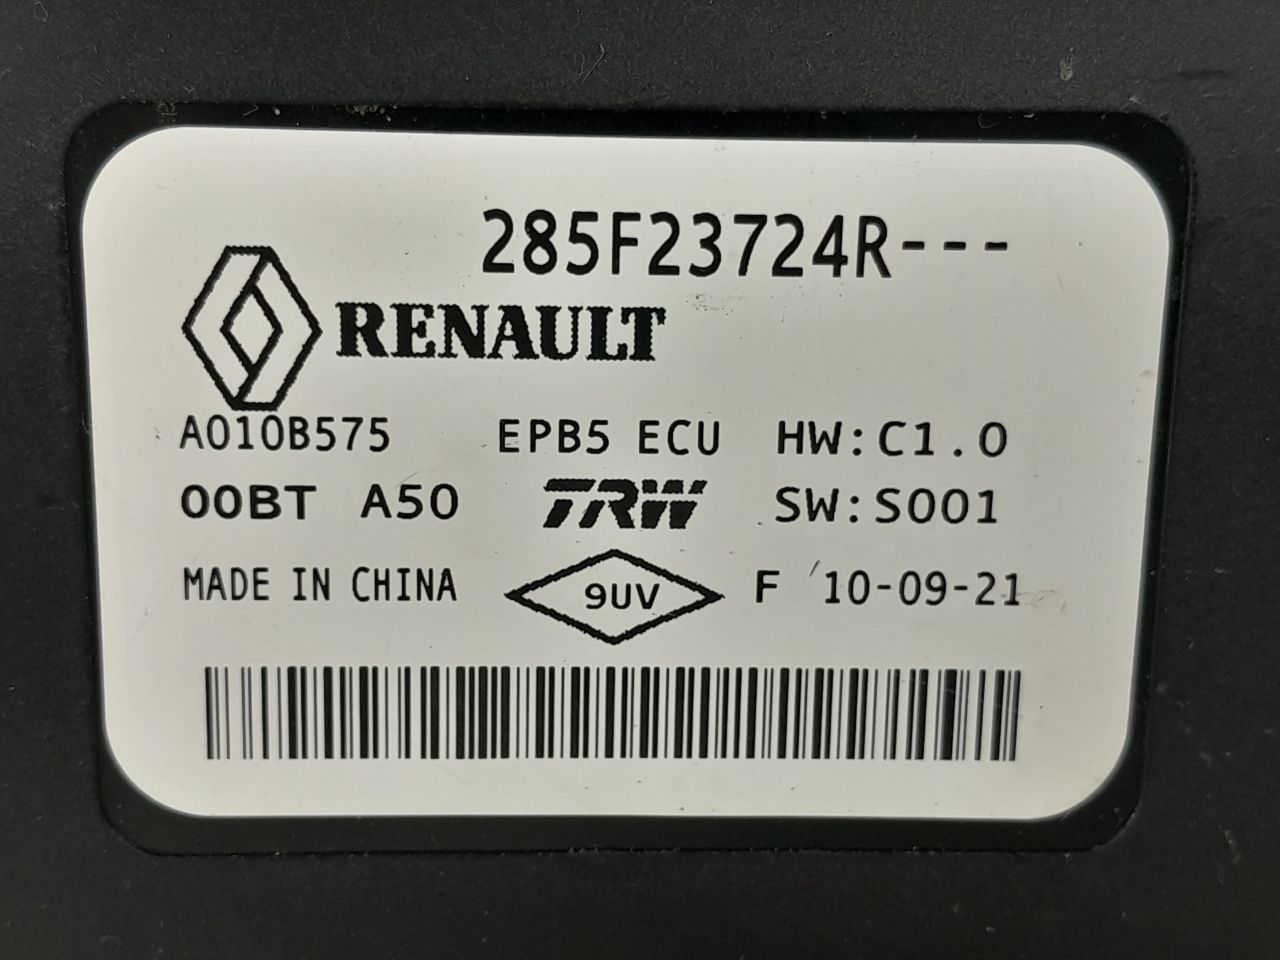 285F23724R---
RENAULT
A010B575 EPB5 ECU HW:C1.0
00BT A50 TRW SW:S001
MADE IN CHINA 9UV F '10-09-21